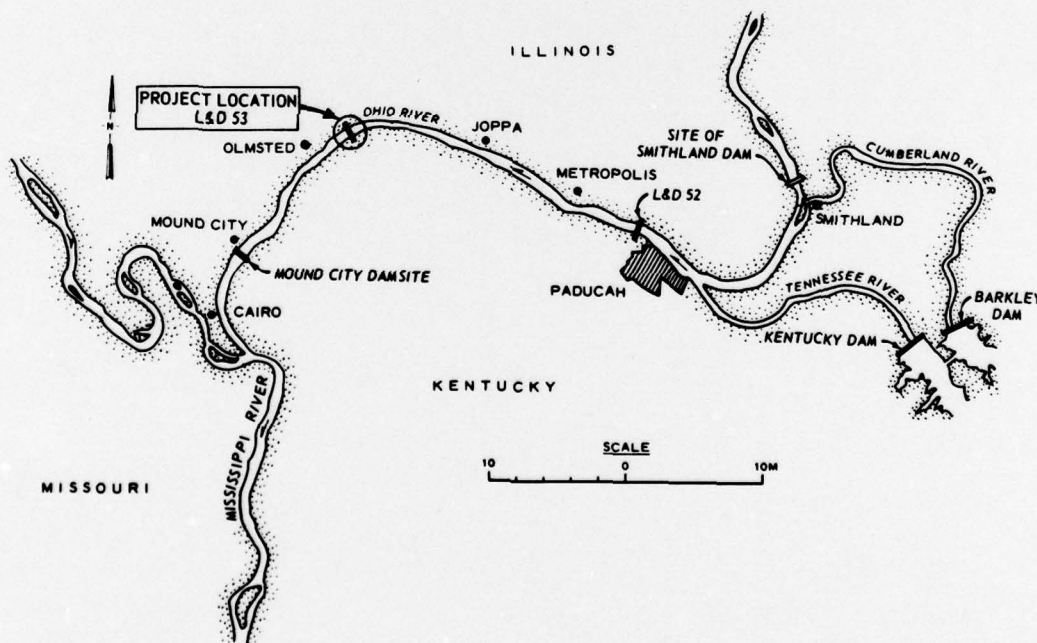 ILLINOIS
PROJECT LOCATION
L&D 53
N
OHIO RIVER
OLMSTED
JOPPA
SITE OF
SMITHLAND DAM
CUMBERLAND RIVER
METROPOLIS
L&D 52
SMITHLAND
MOUND CITY
MOUND CITY DAMSITE
PADUCAH
TENNESSEE RIVER
BARKLEY
DAM
CAIRO
KENTUCKY DAM
KENTUCKY
MISSISSIPPI RIVER
SCALE
10 0 10M
MISSOURI